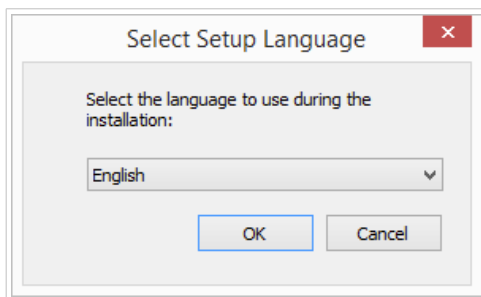 Select Setup Language
Select the language to use during the
installation:
English
OK
Cancel